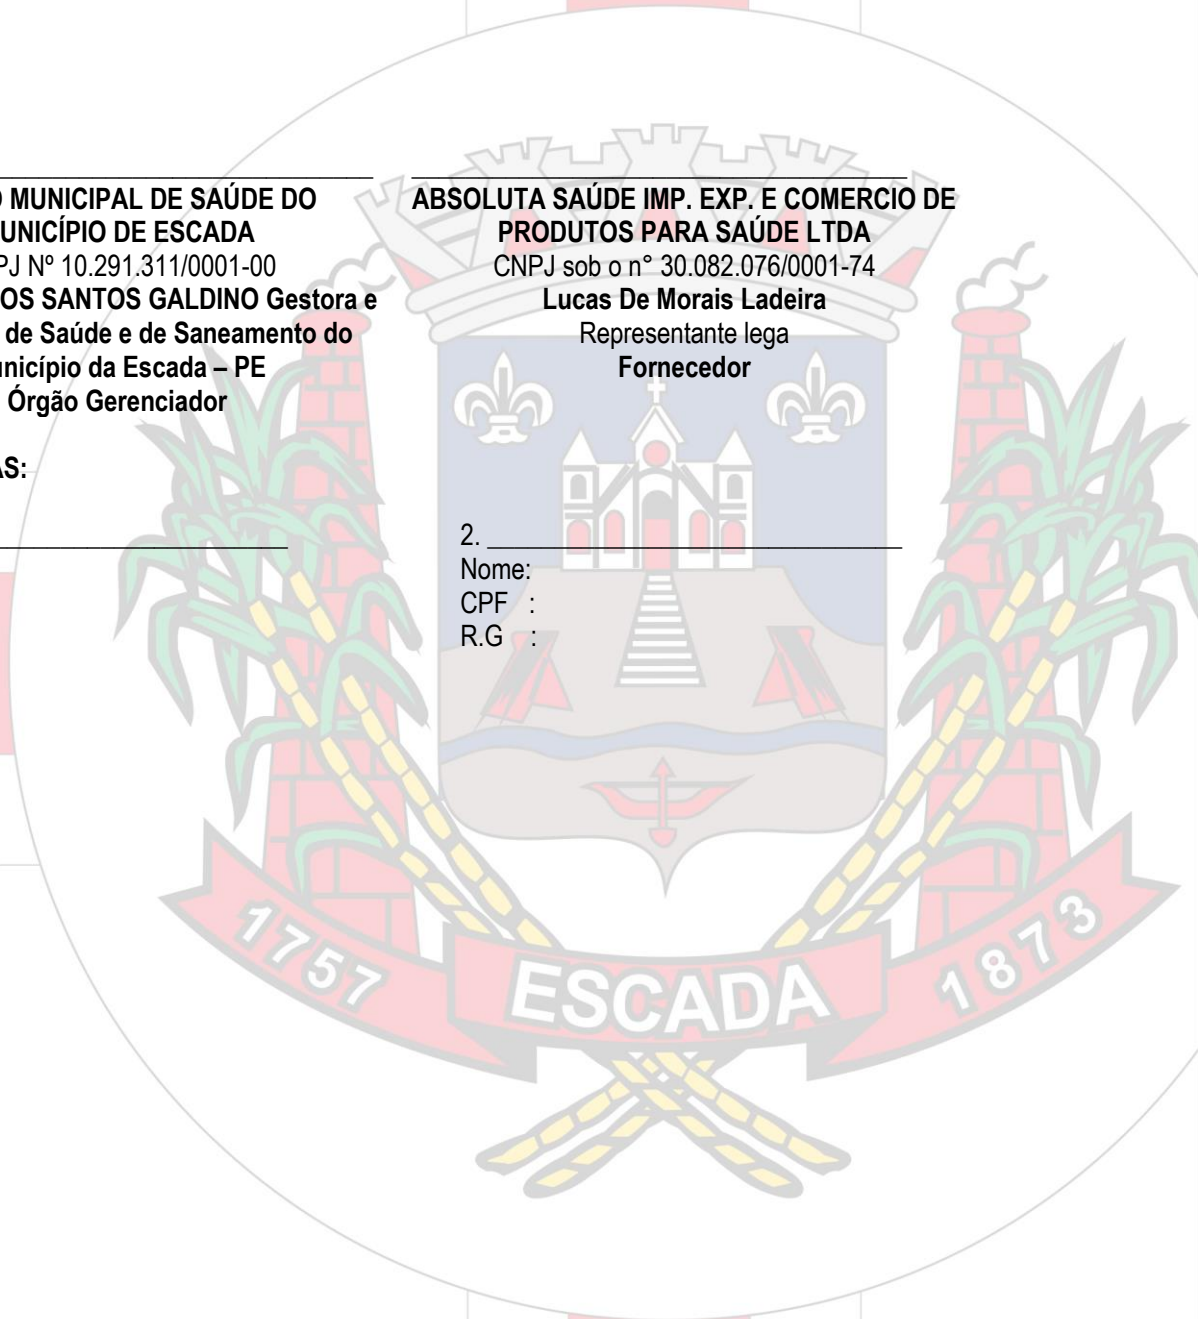 MUNICIPAL DE SAÚDE DO
UNICÍPIO DE ESCADA
PJ Nº 10.291.311/0001-00
OS SANTOS GALDINO Gestora e
de Saúde e de Saneamento do
unicípio da Escada – PE
Órgão Gerenciador
ABSOLUTA SAÚDE IMP. EXP. E COMERCIO DE
PRODUTOS PARA SAÚDE LTDA
CNPJ sob o n° 30.082.076/0001-74
Lucas De Morais Ladeira
Representante lega
Fornecedor
AS:
2.
Nome:
CPF :
R.G :
1757
ESCADA
1873